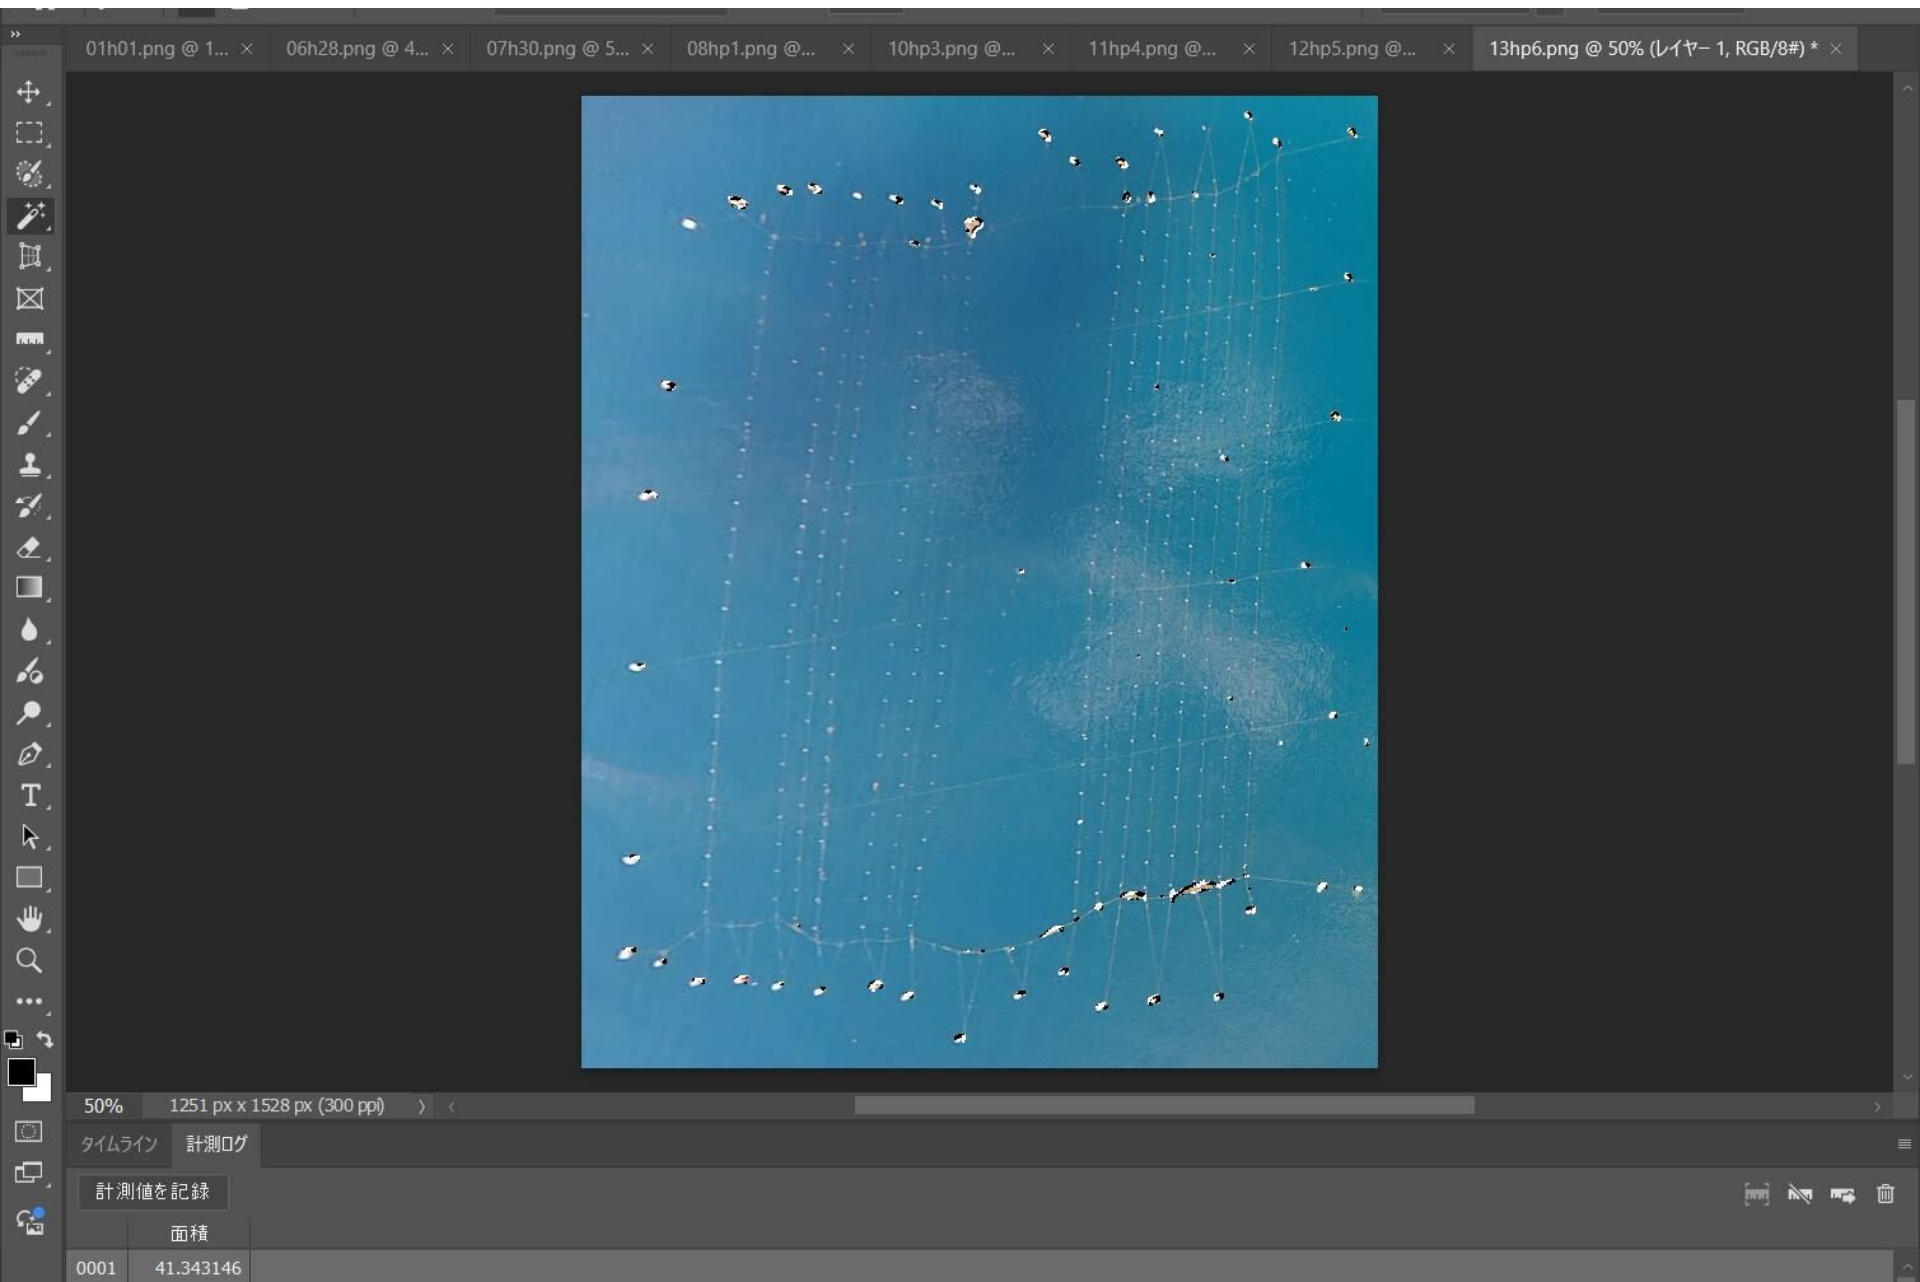 01h01.png @ 1... ×
06h28.png @ 4... ×
07h30.png @ 5... ×
08hp1.png @... ×
10hp3.png @... ×
11hp4.png @... ×
12hp5.png @... ×
13hp6.png @ 50% (レイヤー 1, RGB/8#) * ×
50%
1251 px x 1528 px (300 ppi)
タイムライン
計測ログ
計測値を記録
面積
0001 41.343146